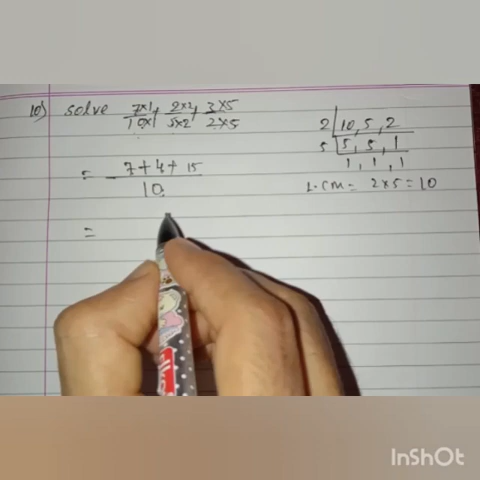 10) solve 7×1/10×1 + 2×2/5×2 + 3×5/2×5
= 7+4+15/10
=
2 10, 5, 2
5 5, 5, 1
1, 1, 1
L.CM = 2×5=10
InShOt